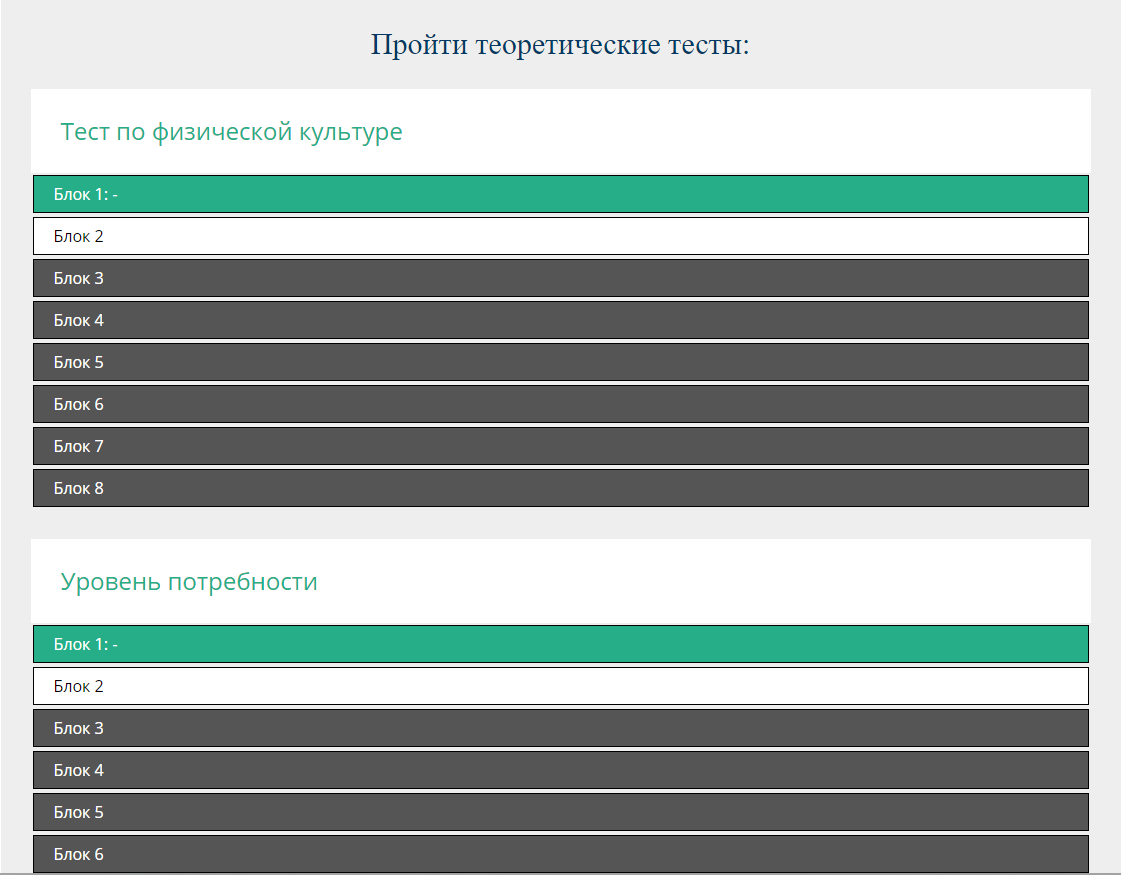 Пройти теоретические тесты:
Тест по физической культуре
Блок 1: -
Блок 2
Блок 3
Блок 4
Блок 5
Блок 6
Блок 7
Блок 8
Уровень потребности
Блок 1: -
Блок 2
Блок 3
Блок 4
Блок 5
Блок 6